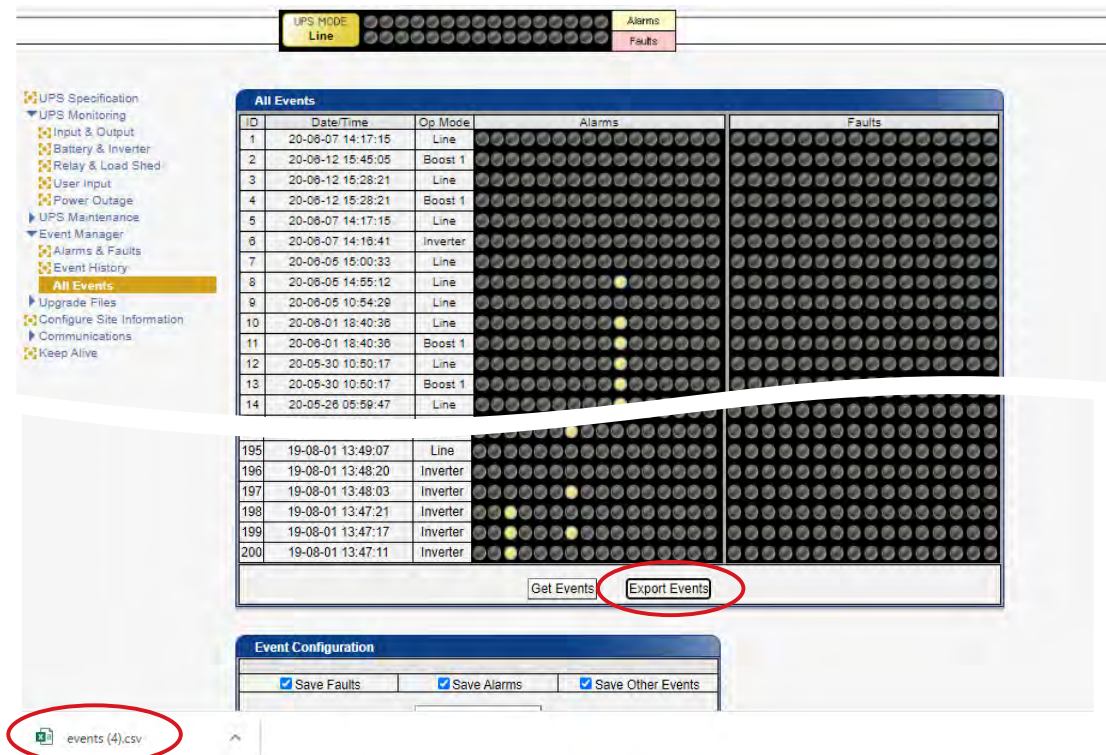 UPS MODE
Line
Alarms
Faults
UPS Specification
UPS Monitoring
Input & Output
Battery & Inverter
Relay & Load Shed
User Input
Power Outage
UPS Maintenance
Event Manager
Alarms & Faults
Event History
All Events
Upgrade Files
Configure Site Information
Communications
Keep Alive
All Events
ID Date/Time Op Mode Alarms Faults
1 20-06-07 14:17:15 Line
2 20-06-12 15:45:05 Boost 1
3 20-06-12 15:28:21 Line
4 20-06-12 15:28:21 Boost 1
5 20-06-07 14:17:15 Line
6 20-06-07 14:16:41 Inverter
7 20-06-05 15:00:33 Line
8 20-06-05 14:55:12 Line
9 20-06-05 10:54:29 Line
10 20-06-01 18:40:36 Line
11 20-06-01 18:40:36 Boost 1
12 20-05-30 10:50:17 Line
13 20-05-30 10:50:17 Boost 1
14 20-05-26 05:59:47 Line
195 19-08-01 13:49:07 Line
196 19-08-01 13:48:20 Inverter
197 19-08-01 13:48:03 Inverter
198 19-08-01 13:47:21 Inverter
199 19-08-01 13:47:17 Inverter
200 19-08-01 13:47:11 Inverter
Get Events Export Events
Event Configuration
Save Faults Save Alarms Save Other Events
events (4).csv